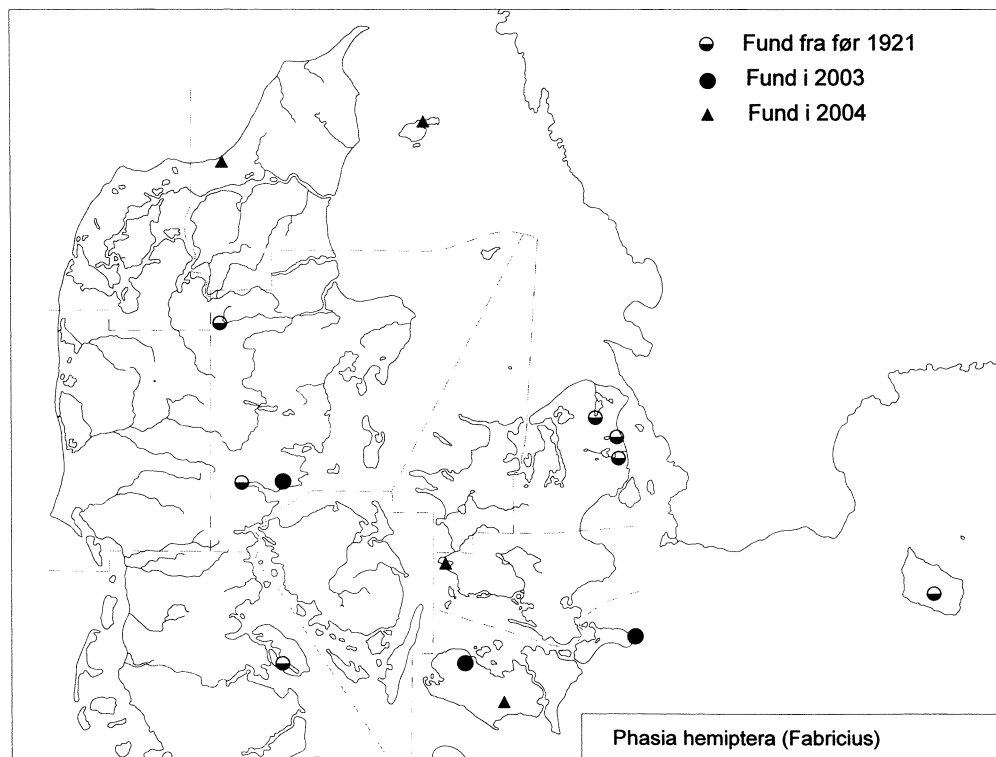 Fund fra før 1921
Fund i 2003
Fund i 2004
Phasia hemiptera (Fabricius)